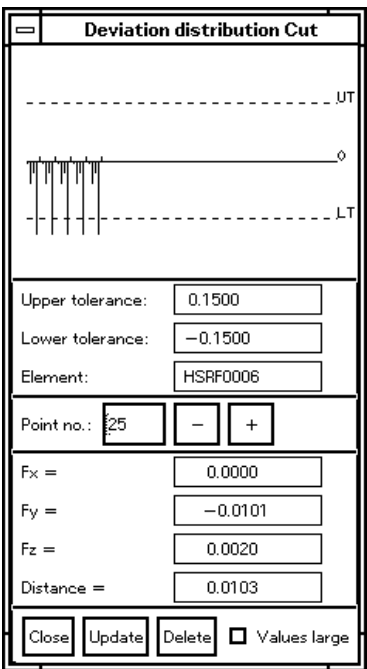 Deviation distribution Cut
UT
0
LT
Upper tolerance: 0.1500
Lower tolerance: −0.1500
Element: HSRF0006
Point no.: 25 − +
Fx = 0.0000
Fy = −0.0101
Fz = 0.0020
Distance = 0.0103
Close Update Delete Values large